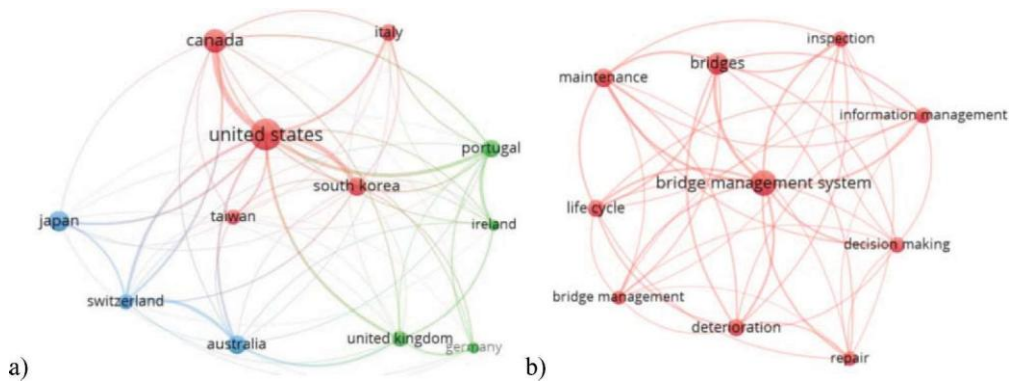 canada
italy
united states
portugal
south korea
taiwan
japan
ireland
switzerland
australia
united kingdom
germany
a)
inspection
bridges
maintenance
information management
bridge management system
life cycle
decision making
bridge management
deterioration
repair
b)